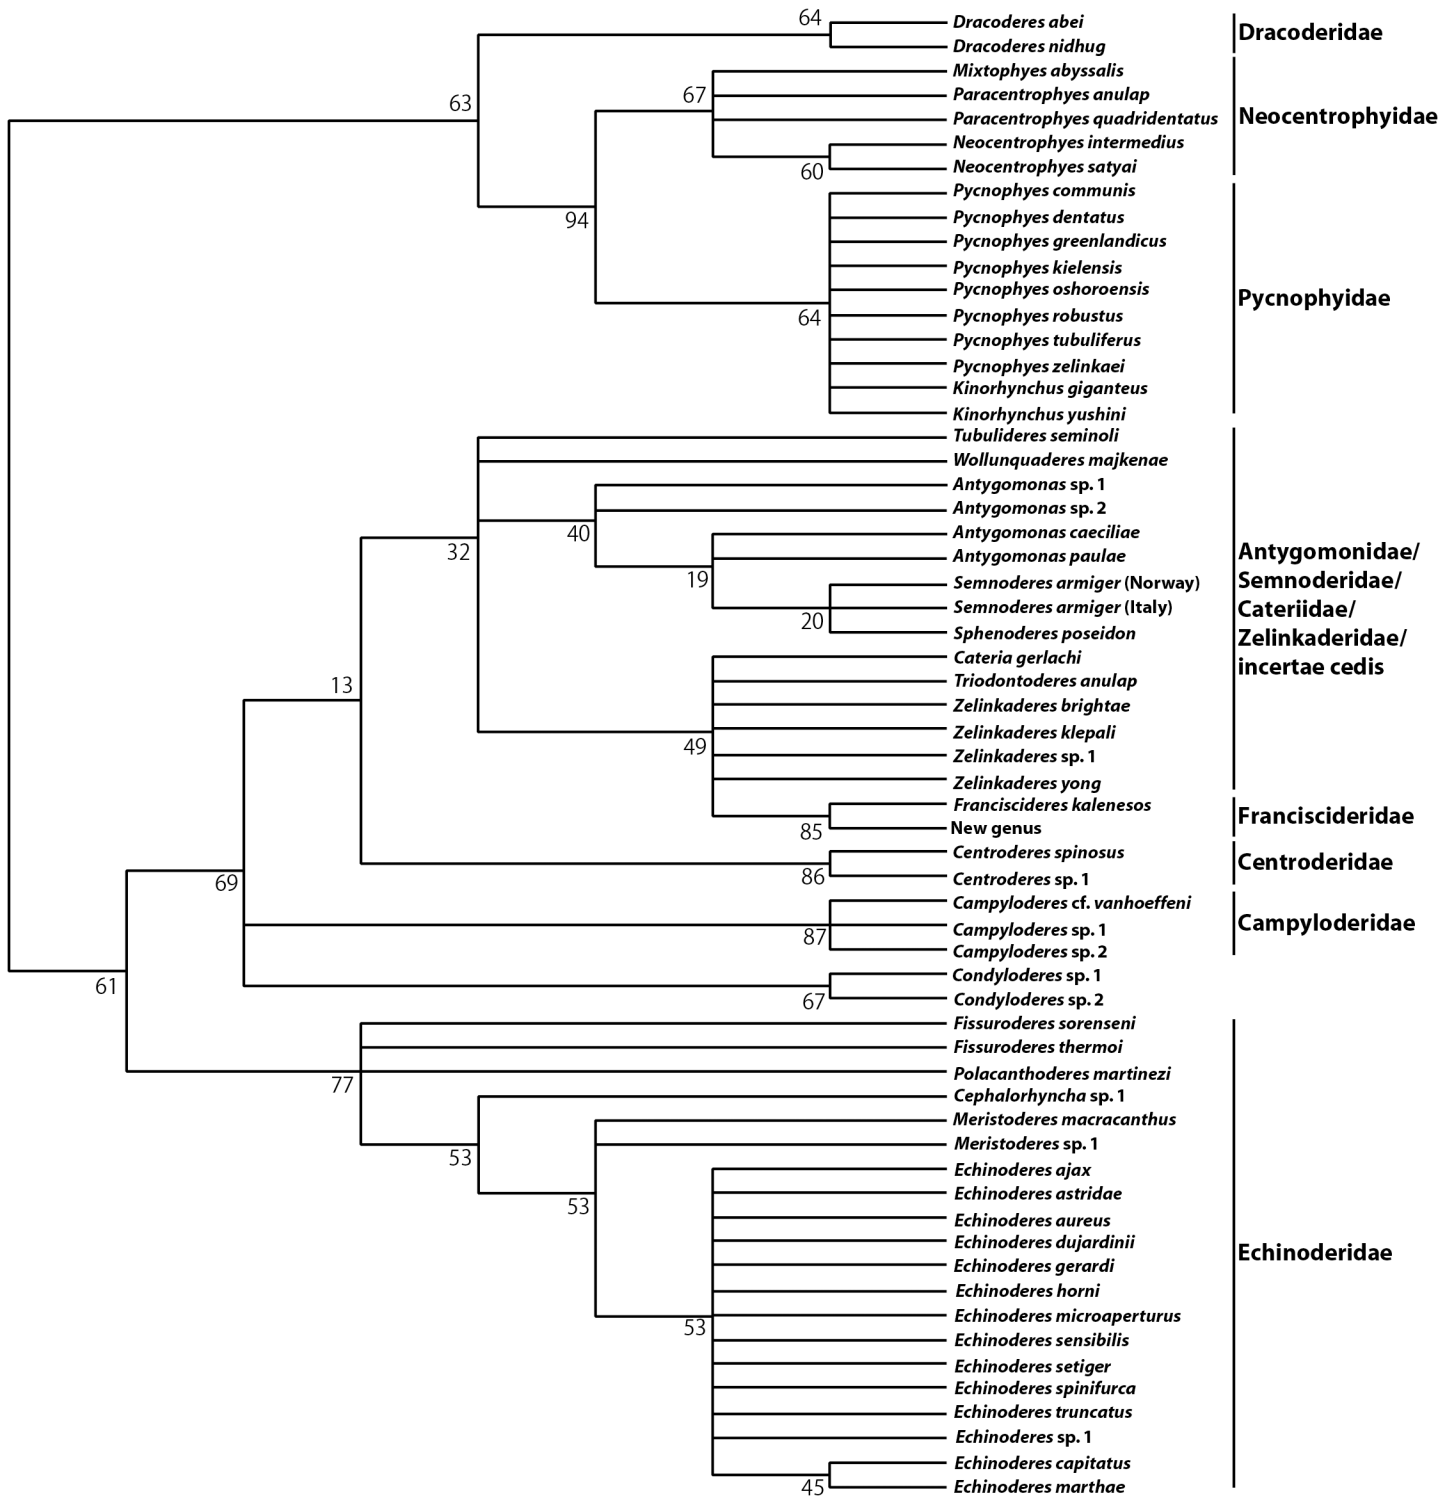 64
Dracoderes abei
Dracoderes nidhug
Dracoderidae
63
Mixtophyes abyssalis
67
Paracentrophyes anulap
Paracentrophyes quadridentatus
Neocentrophyidae
Neocentrophyes intermedius
60
Neocentrophyes satyai
94
Pycnophyes communis
Pycnophyes dentatus
Pycnophyes greenlandicus
Pycnophyes kielensis
Pycnophyes oshoroensis
Pycnophyidae
64
Pycnophyes robustus
Pycnophyes tubuliferus
Pycnophyes zelinkaei
Kinorhynchus giganteus
Kinorhynchus yushini
Tubulideres seminoli
Wollunquaderes majkenae
Antygomonas sp. 1
Antygomonas sp. 2
40
32
Antygomonas caeciliae
Antygomonas paulae
19
Semnoderes armiger (Norway)
Semnoderes armiger (Italy)
20
Sphenoderes poseidon
Antygomonidae/
Semnoderidae/
Cateriidae/
Zelinkaderidae/
incertae cedis
13
Cateria gerlachi
Triodontoderes anulap
Zelinkaderes brightae
Zelinkaderes klepali
49
Zelinkaderes sp. 1
Zelinkaderes yong
Franciscideres kalenesos
85
New genus
Franciscideridae
Centroderes spinosus
86
Centroderes sp. 1
Centroderidae
69
Campyloderes cf. vanhoeffeni
87
Campyloderes sp. 1
Campyloderes sp. 2
Campyloderidae
61
Condyloderes sp. 1
67
Condyloderes sp. 2
Fissuroderes sorenseni
Fissuroderes thermoi
77
Polacanthoderes martinezi
Cephalorhyncha sp. 1
53
Meristoderes macracanthus
Meristoderes sp. 1
53
Echinoderes ajax
Echinoderes astridae
Echinoderes aureus
Echinoderes dujardinii
Echinoderidae
Echinoderes gerardi
Echinoderes horni
53
Echinoderes microaperturus
Echinoderes sensibilis
Echinoderes setiger
Echinoderes spinifurca
Echinoderes truncatus
Echinoderes sp. 1
Echinoderes capitatus
45
Echinoderes marthae